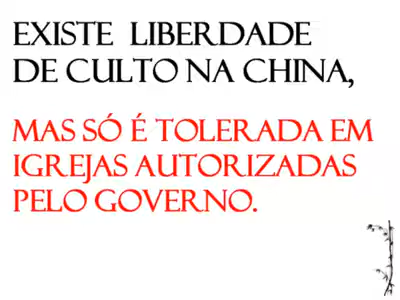 EXISTE LIBERDADE
DE CULTO NA CHINA,
MAS SÓ É TOLERADA EM
IGREJAS AUTORIZADAS
PELO GOVERNO.